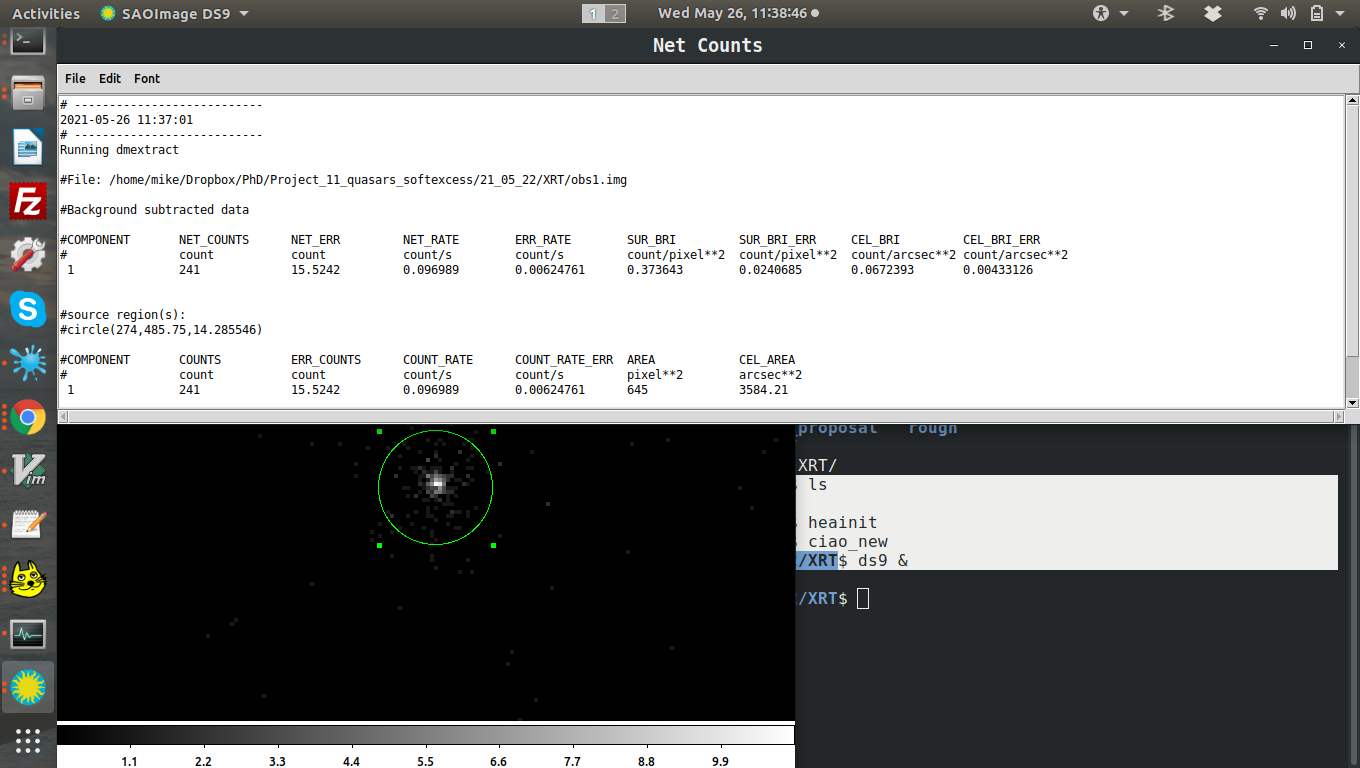 Activities SAOImage DS9 1 2 Wed May 26, 11:38:46
Net Counts
File Edit Font
# ---------------------------
2021-05-26 11:37:01
# ---------------------------
Running dmextract
#File: /home/mike/Dropbox/PhD/Project_11_quasars_softexcess/21_05_22/XRT/obs1.img
#Background subtracted data
#COMPONENT NET_COUNTS NET_ERR NET_RATE ERR_RATE SUR_BRI SUR_BRI_ERR CEL_BRI CEL_BRI_ERR
# count count count/s count/s count/pixel**2 count/pixel**2 count/arcsec**2 count/arcsec**2
1 241 15.5242 0.096989 0.00624761 0.373643 0.0240685 0.0672393 0.00433126
#source region(s):
#circle(274,485.75,14.285546)
#COMPONENT COUNTS ERR_COUNTS COUNT_RATE COUNT_RATE_ERR AREA CEL_AREA
# count count count/s count/s pixel**2 arcsec**2
1 241 15.5242 0.096989 0.00624761 645 3584.21
_proposal rough
XRT/
ls
heainit
ciao_new
/XRT$ ds9 &
/XRT$
1.1 2.2 3.3 4.4 5.5 6.6 7.7 8.8 9.9
Fz
S
Vim